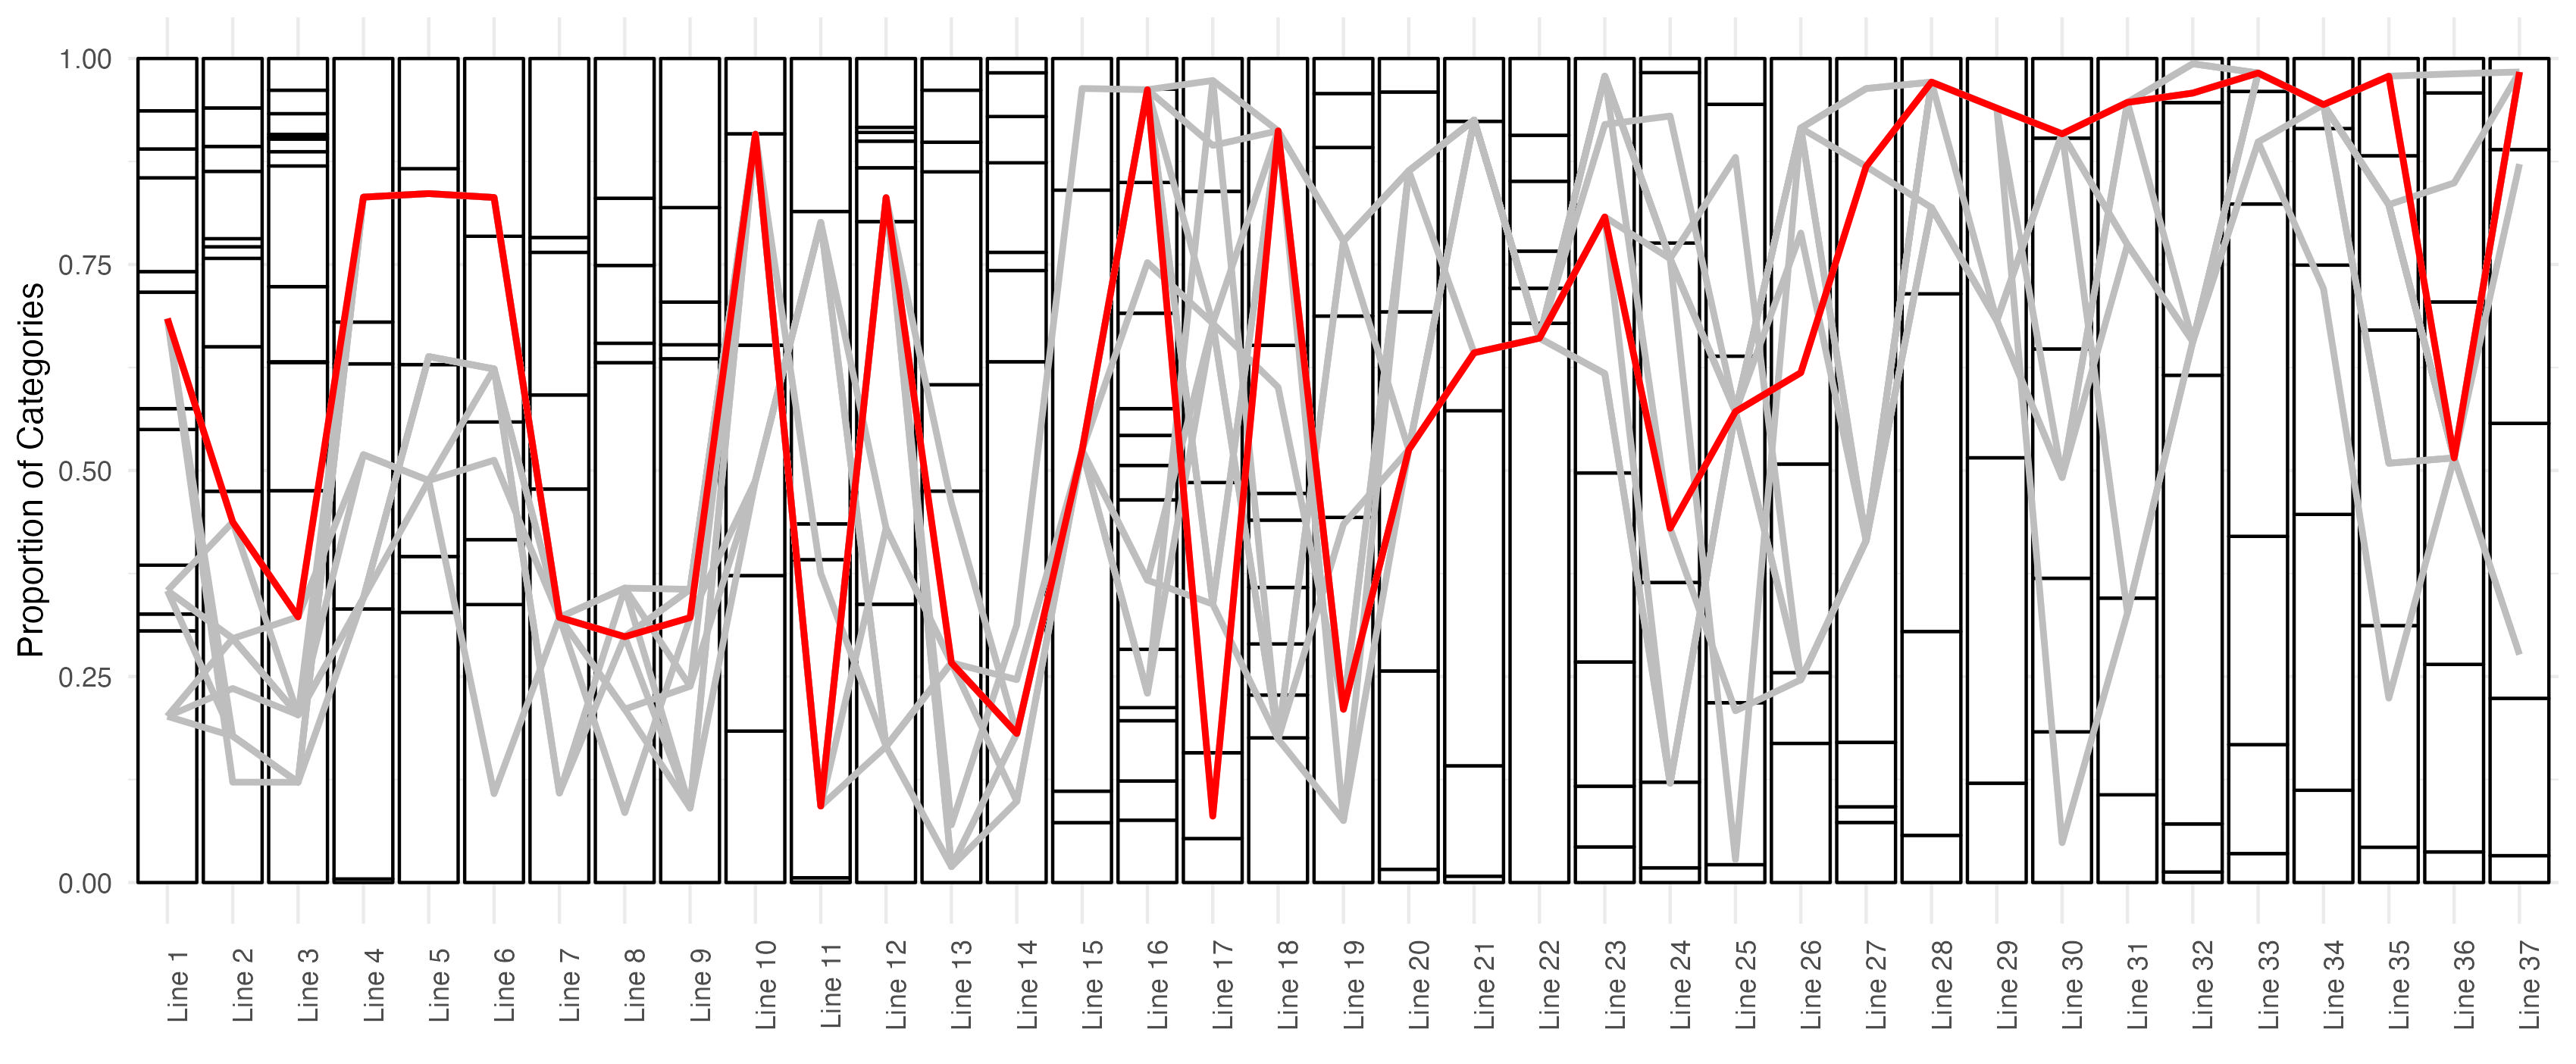 Proportion of Categories
1.00
0.75
0.50
0.25
0.00
Line 1
Line 2
Line 3
Line 4
Line 5
Line 6
Line 7
Line 8
Line 9
Line 10
Line 11
Line 12
Line 13
Line 14
Line 15
Line 16
Line 17
Line 18
Line 19
Line 20
Line 21
Line 22
Line 23
Line 24
Line 25
Line 26
Line 27
Line 28
Line 29
Line 30
Line 31
Line 32
Line 33
Line 34
Line 35
Line 36
Line 37